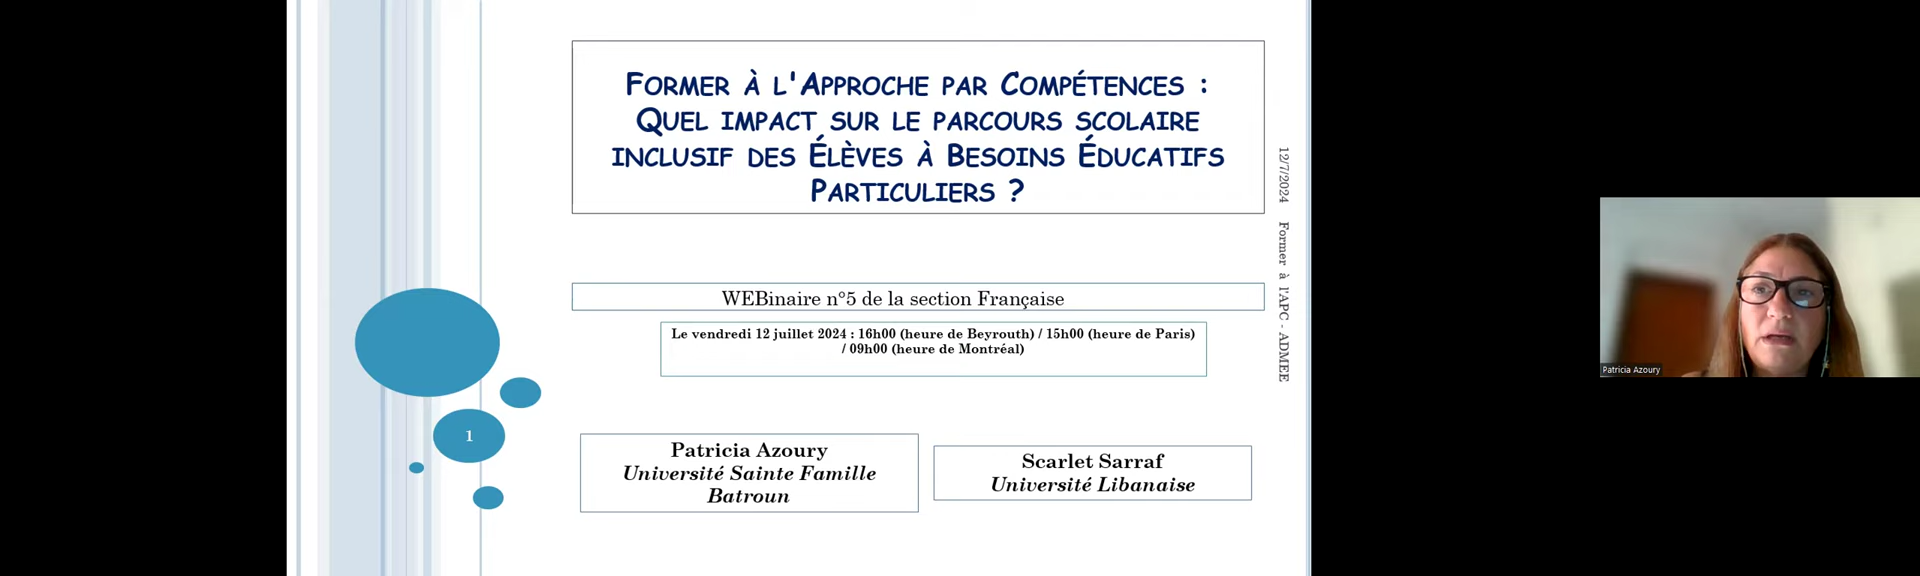 Former à l'Approche par Compétences :
Quel impact sur le parcours scolaire
inclusif des Élèves à Besoins Éducatifs
Particuliers ?
12/7/2024
Former à l'APC - ADMEE
WEBinaire n°5 de la section Française
Le vendredi 12 juillet 2024 : 16h00 (heure de Beyrouth) / 15h00 (heure de Paris)
/ 09h00 (heure de Montréal)
1
Patricia Azoury
Université Sainte Famille
Batroun
Scarlet Sarraf
Université Libanaise
Patricia Azoury